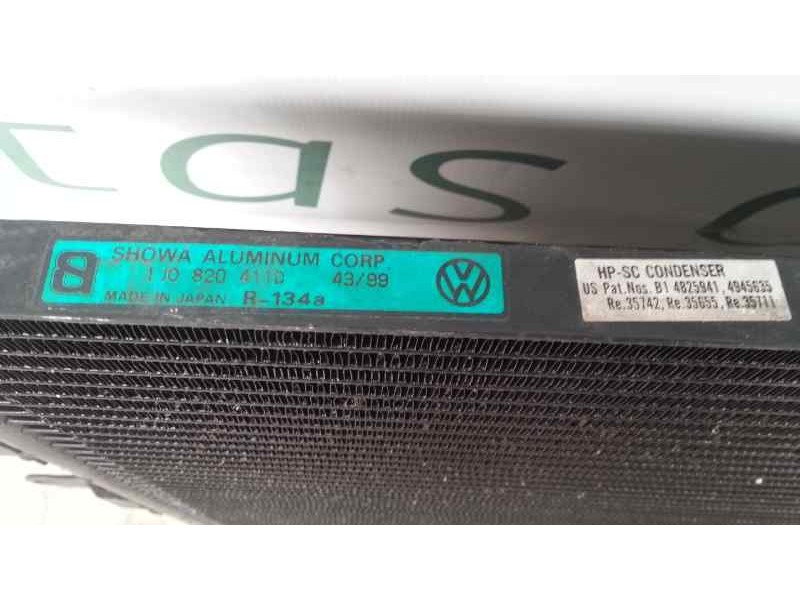 tas
SHOWA ALUMINUM CORP
1J0 820 411D 43/99
MADE IN JAPAN R-134a
HP-SC CONDENSER
US Pat.Nos. B1 4825941, 4945635
Re.35742, Re.35655, Re.35711